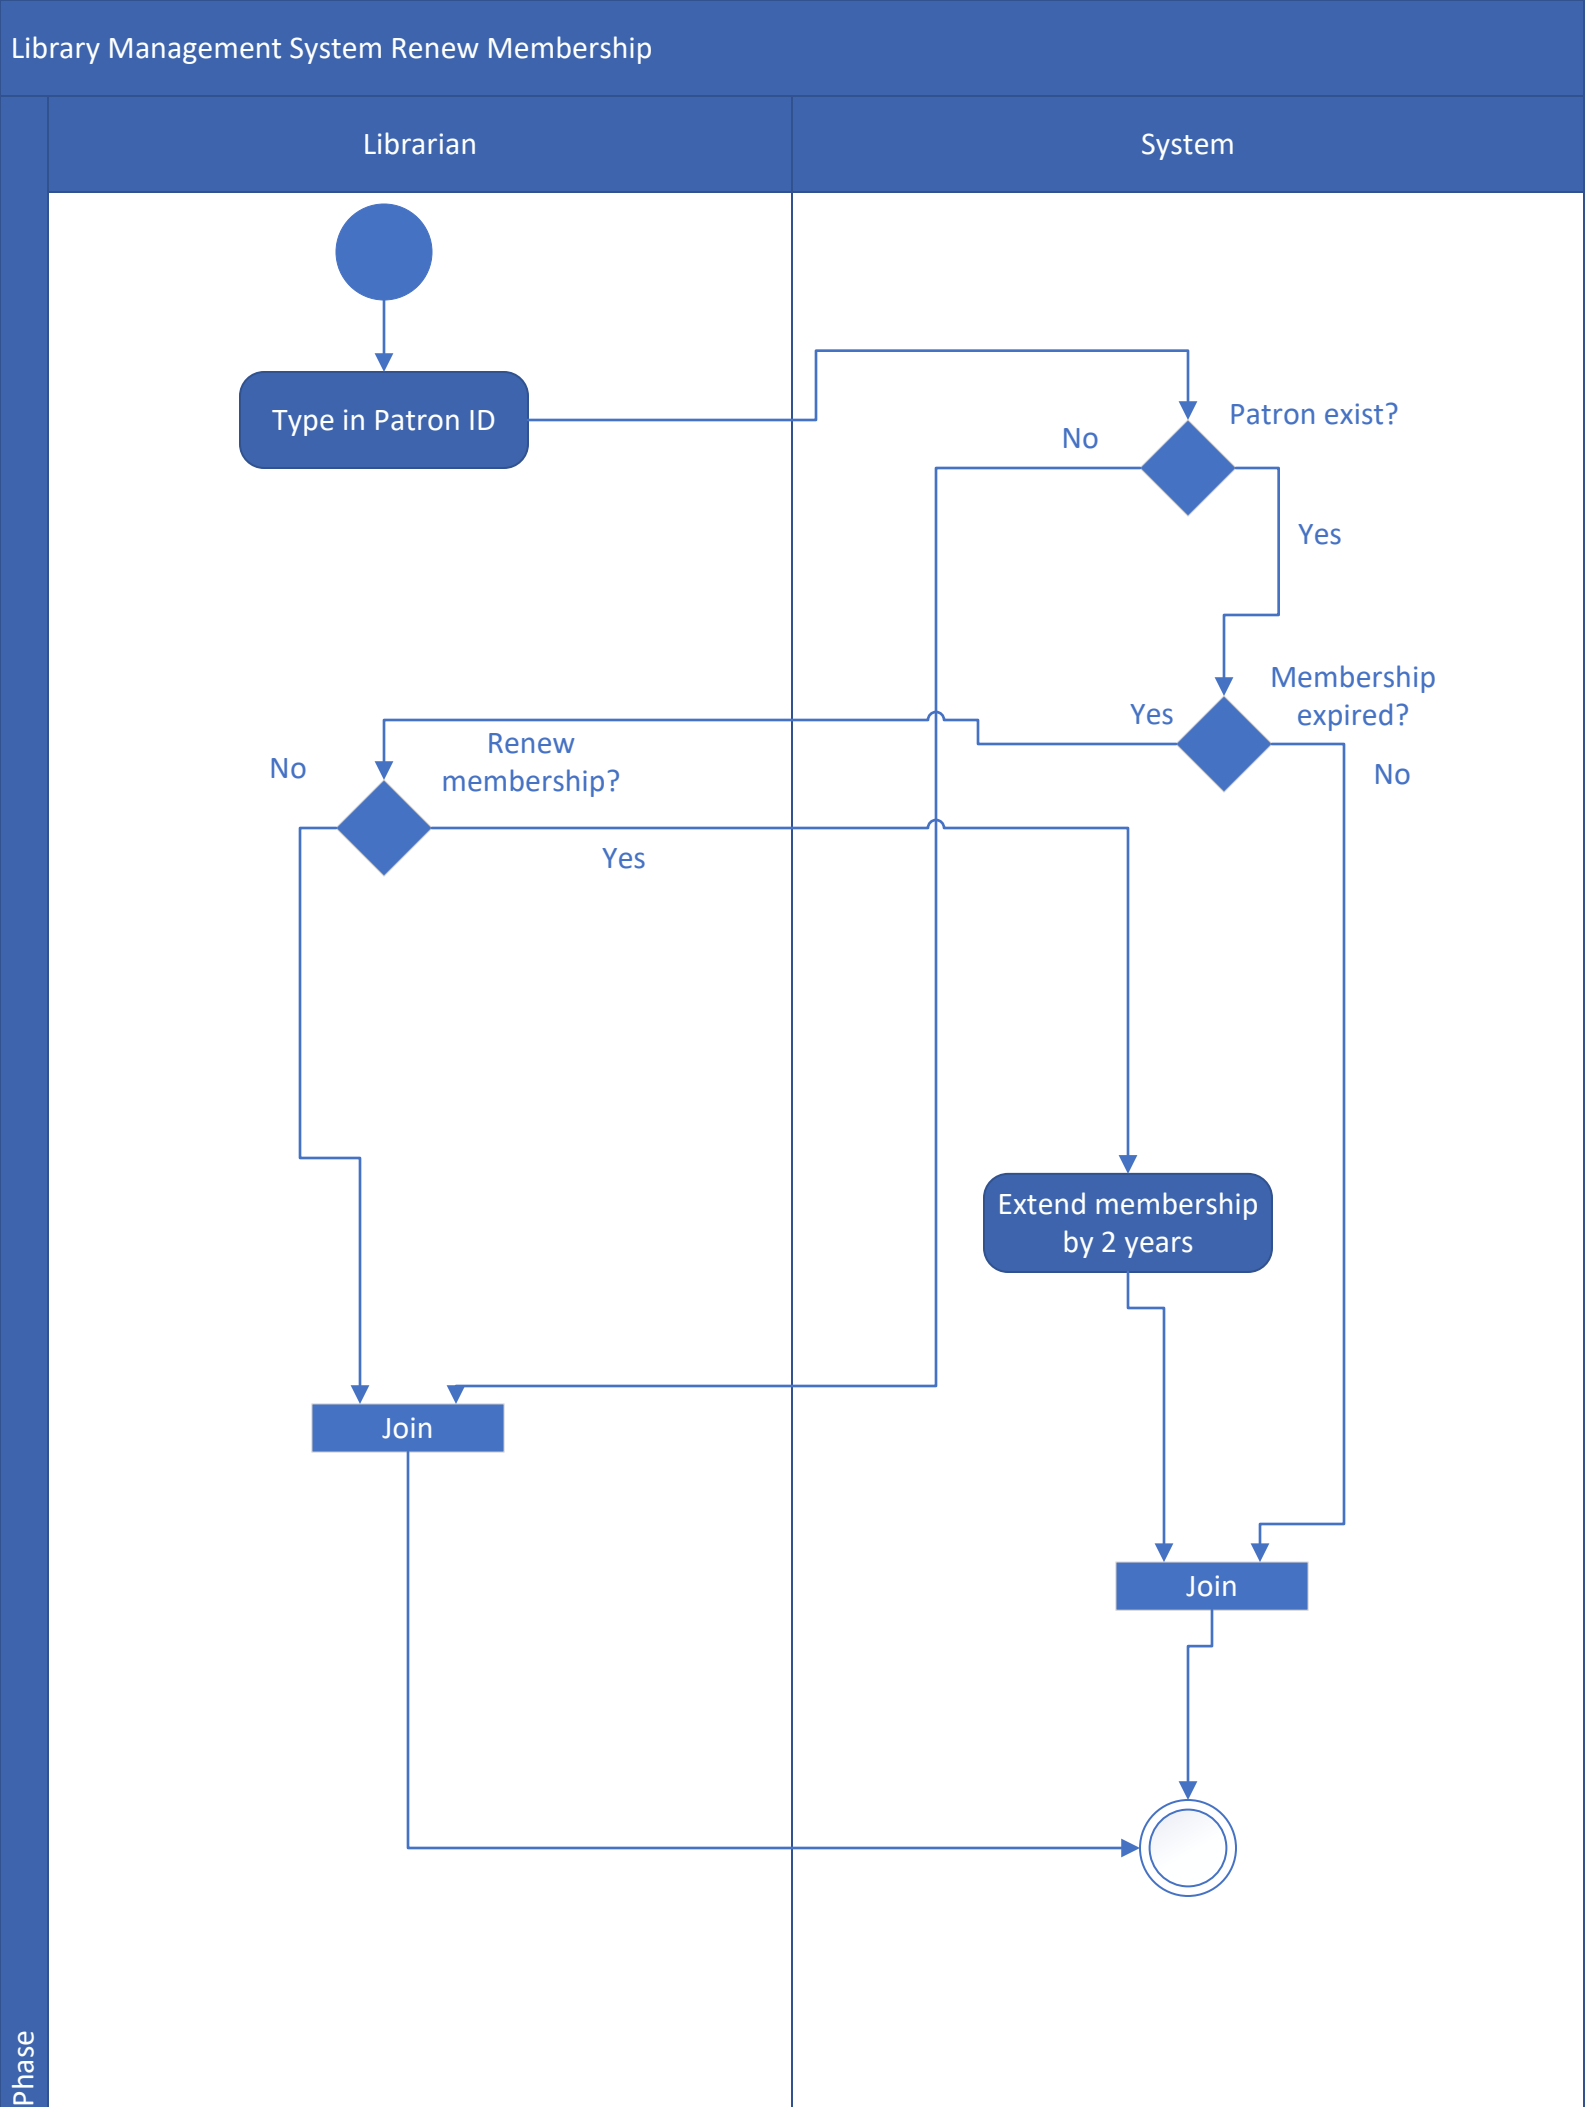 Library Management System Renew Membership
Librarian
System
Type in Patron ID
Patron exist?
No
Yes
Membership
expired?
Yes
No
Renew
membership?
No
Yes
Extend membership
by 2 years
Join
Join
Phase